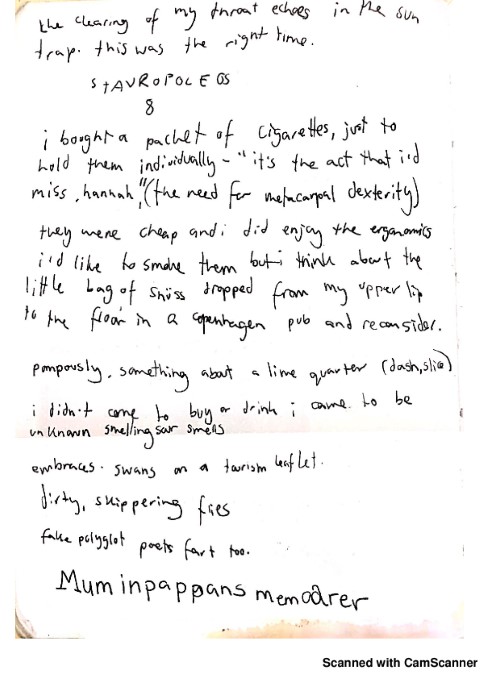 the clearing of my throat echoes in the sun
trap. this was the right time.
STAVROPOLEOS
8
i bought a packet of cigarettes, just to
hold them individually - "it's the act that i'd
miss, hannah," (the need for metacarpal dexterity)
they were cheap and i did enjoy the ergonomics
i'd like to smoke them but i think about the
little bag of snüss dropped from my upper lip
to the floor in a copenhagen pub and reconsider.
pompously, something about a lime quarter (dash, slice)
i didn't come to buy or drink i came to be
unknown smelling sour smells
embraces. swans on a tourism leaflet.
dirty, skippering
fake polyglot poets fart too.
Muminpappans memoarer
Scanned with CamScanner